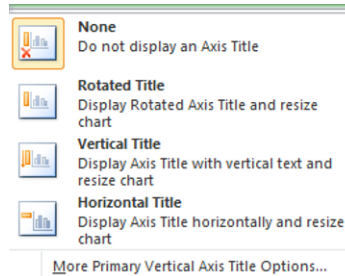 None
Do not display an Axis Title
Rotated Title
Display Rotated Axis Title and resize
chart
Vertical Title
Display Axis Title with vertical text and
resize chart
Horizontal Title
Display Axis Title horizontally and resize
chart
More Primary Vertical Axis Title Options...